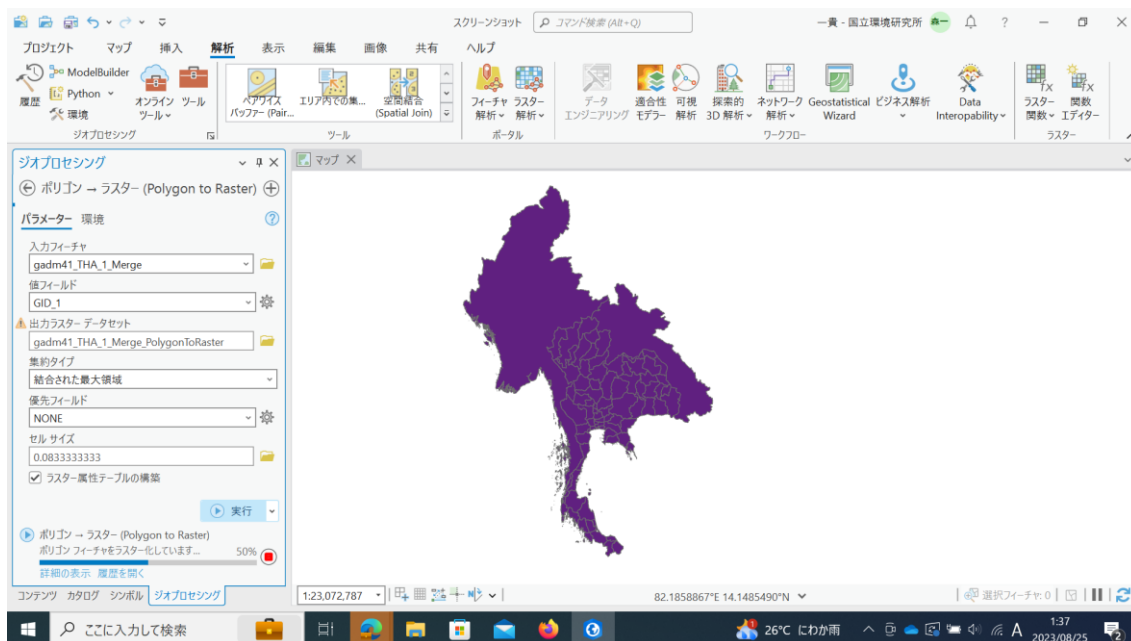 スクリーンショット コマンド検索 (Alt+Q) 一貴 - 国立環境研究所 森一 ?
プロジェクト マップ 挿入 解析 表示 編集 画像 共有 ヘルプ
履歴 ModelBuilder Python 環境 オンライン ツール ツール
ペアワイズ バッファー (Pair... エリア内での集... 空間結合 (Spatial Join)
フィーチャ 解析 ラスター 解析
データ エンジニアリング 適合性 モデラー 可視 解析 探索的 3D 解析 ネットワーク 解析 Geostatistical Wizard ビジネス解析 Data Interoperability
ラスター 関数 関数 エディター
ジオプロセシング ツール ポータル ワークフロー ラスター
ジオプロセシング
マップ
ポリゴン → ラスター (Polygon to Raster)
パラメーター 環境
入力フィーチャ
gadm41_THA_1_Merge
値フィールド
GID_1
出力ラスター データセット
gadm41_THA_1_Merge_PolygonToRaster
集約タイプ
結合された最大領域
優先フィールド
NONE
セル サイズ
0.0833333333
ラスター属性テーブルの構築
実行
ポリゴン → ラスター (Polygon to Raster)
ポリゴン フィーチャをラスター化しています... 50%
詳細の表示 履歴を開く
コンテンツ カタログ シンボル ジオプロセシング
1:23,072,787
82.1858867°E 14.1485490°N
選択フィーチャ: 0
ここに入力して検索
26°C にわか雨
A
1:37
2023/08/25
2